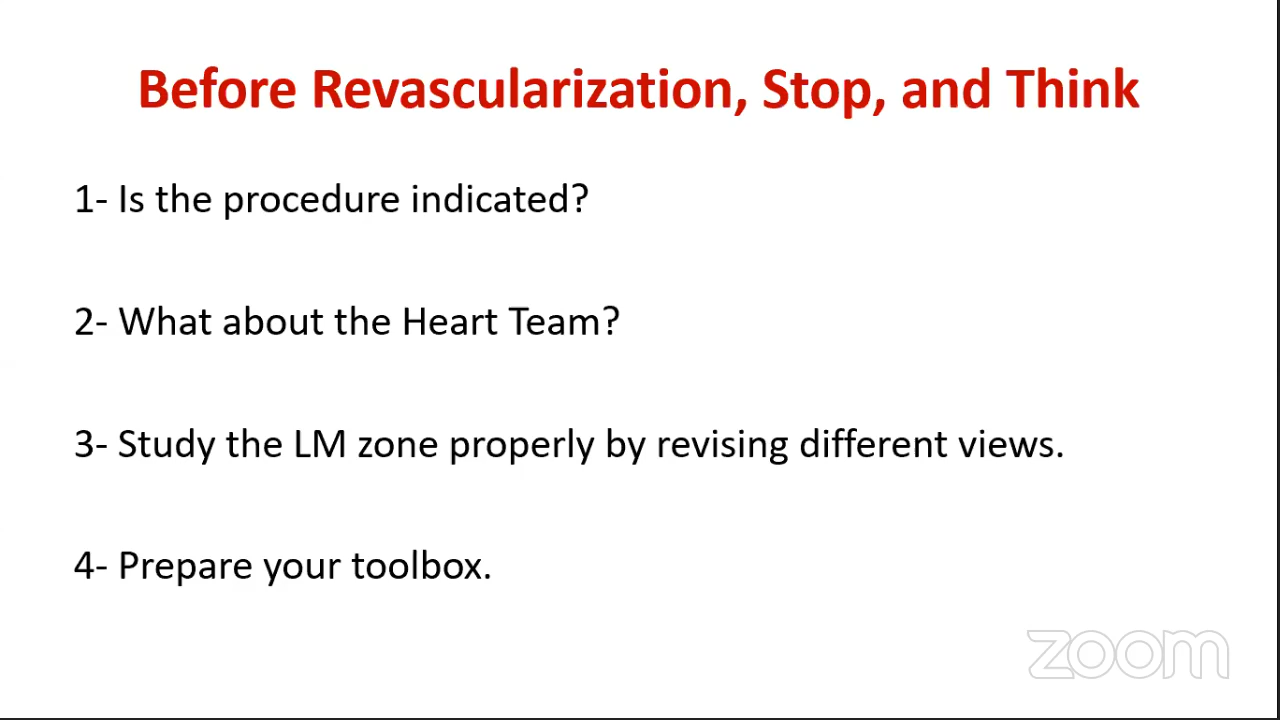 Before Revascularization, Stop, and Think
1- Is the procedure indicated?
2- What about the Heart Team?
3- Study the LM zone properly by revising different views.
4- Prepare your toolbox.
zoom